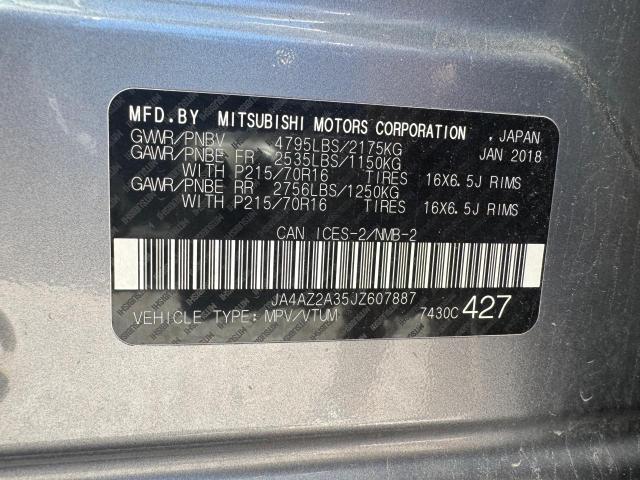 MFD.BY MITSUBISHI MOTORS CORPORATION , JAPAN
GVWR/PNBV 4795LBS/2175KG JAN 2018
GAWR/PNBE FR 2535LBS/1150KG
WITH P215/70R16 TIRES 16X6.5J RIMS
GAWR/PNBE RR 2756LBS/1250KG
WITH P215/70R16 TIRES 16X6.5J RIMS
CAN ICES-2/NMB-2
JA4AZ2A35JZ607887
VEHICLE TYPE:MPV/VTUM 7430C 427